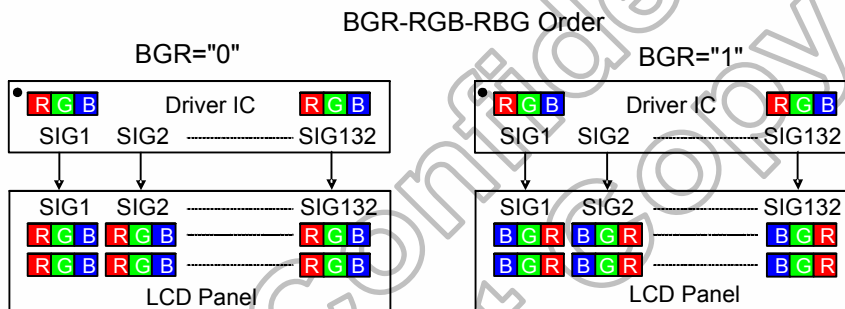 BGR-RGB-RBG Order
BGR="0"
R G B Driver IC R G B
SIG1 SIG2 SIG132
SIG1 SIG2 SIG132
R G B R G B R G B
R G B R G B R G B
LCD Panel
BGR="1"
R G B Driver IC R G B
SIG1 SIG2 SIG132
SIG1 SIG2 SIG132
B G R B G R B G R
B G R B G R B G R
LCD Panel